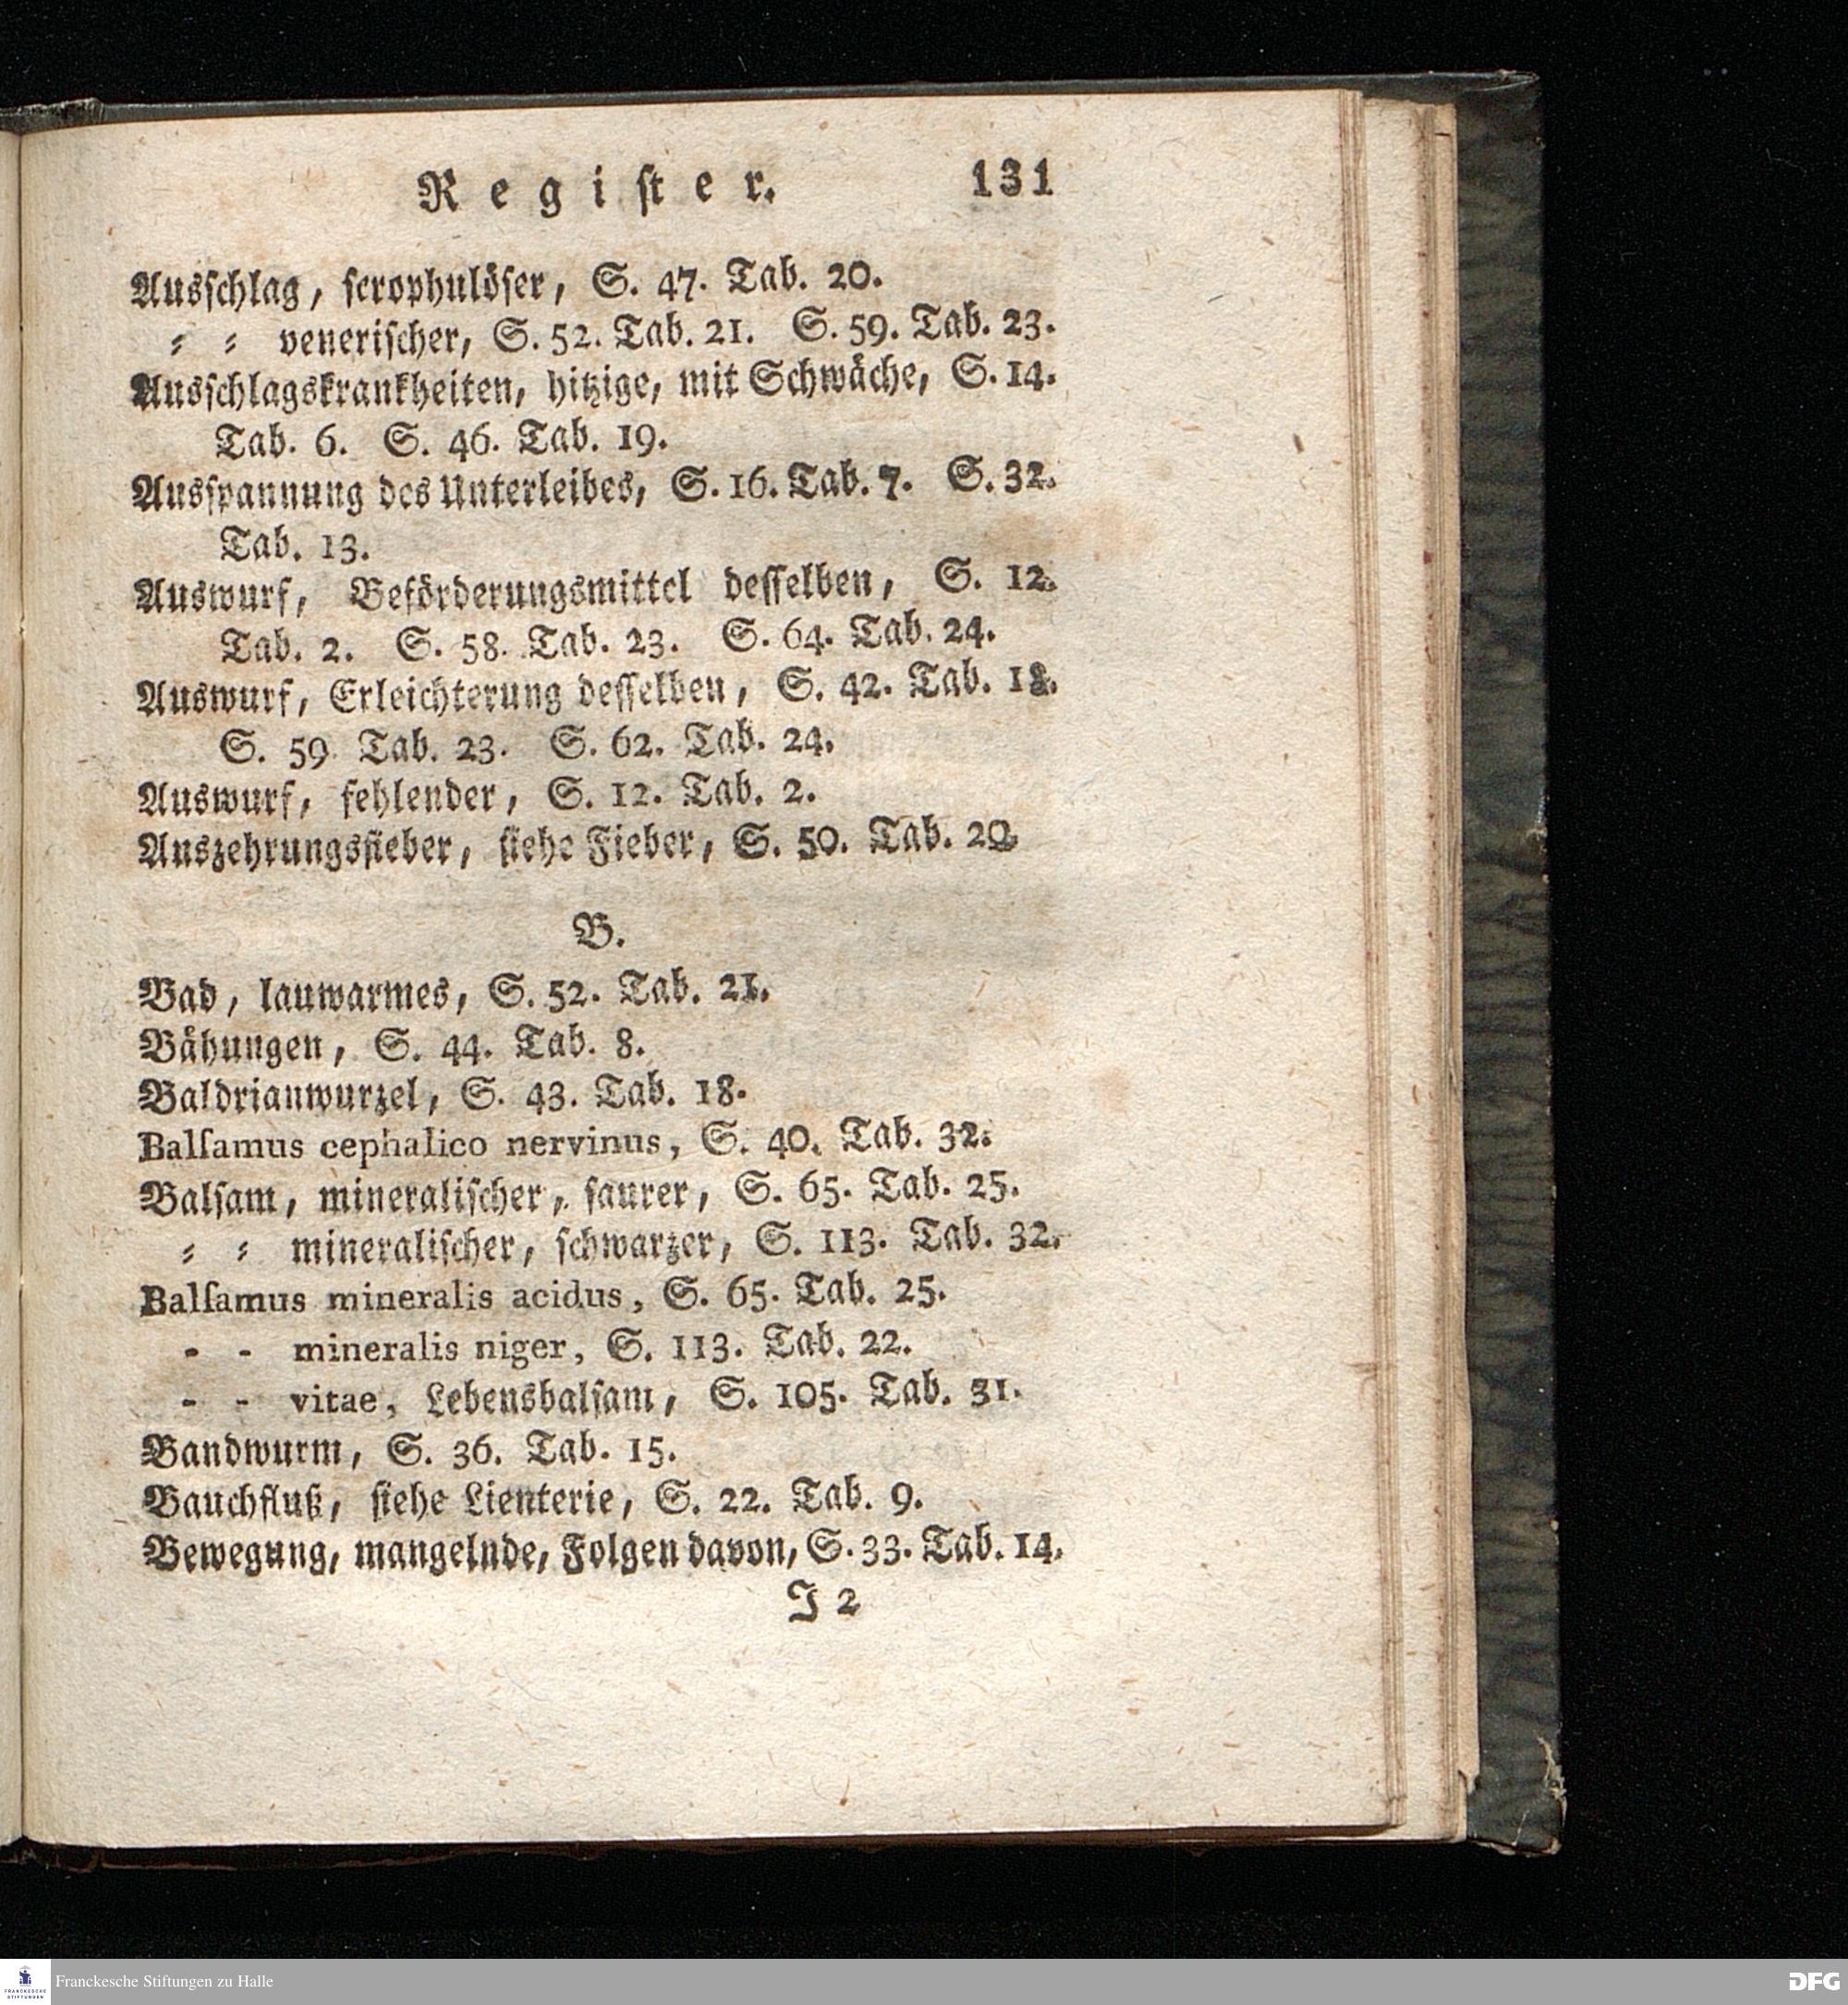 Regiſter. 131
Ausſchlag, ſcrophulöſer, S. 47. Tab. 20.
⸗ ⸗ veneriſcher, S. 52. Tab. 21. S. 59. Tab. 23.
Ausſchlagskrankheiten, hitzige, mit Schwäche, S. 14.
Tab. 6. S. 46. Tab. 19.
Ausſpannung des Unterleibes, S. 16. Tab. 7. S. 32.
Tab. 13.
Auswurf, Beförderungsmittel deſſelben, S. 12.
Tab. 2. S. 58. Tab. 23. S. 64. Tab. 24.
Auswurf, Erleichterung deſſelben, S. 42. Tab. 18.
S. 59. Tab. 23. S. 62. Tab. 24.
Auswurf, fehlender, S. 12. Tab. 2.
Auszehrungsfieber, ſiehe Fieber, S. 50. Tab. 20.
B.
Bad, lauwarmes, S. 52. Tab. 21.
Bähungen, S. 44. Tab. 8.
Baldrianwurzel, S. 43. Tab. 18.
Balſamus cephalico nervinus, S. 40. Tab. 32.
Balſam, mineraliſcher, ſaurer, S. 65. Tab. 25.
⸗ ⸗ mineraliſcher, ſchwarzer, S. 113. Tab. 32.
Balſamus mineralis acidus, S. 65. Tab. 25.
- - mineralis niger, S. 113. Tab. 22.
- - vitae, Lebensbalſam, S. 105. Tab. 31.
Bandwurm, S. 36. Tab. 15.
Bauchfluß, ſiehe Lienterie, S. 22. Tab. 9.
Bewegung, mangelnde, Folgen davon, S. 33. Tab. 14.
J 2
FRANCKESCHE
STIFTUNGEN
Franckesche Stiftungen zu Halle
DFG